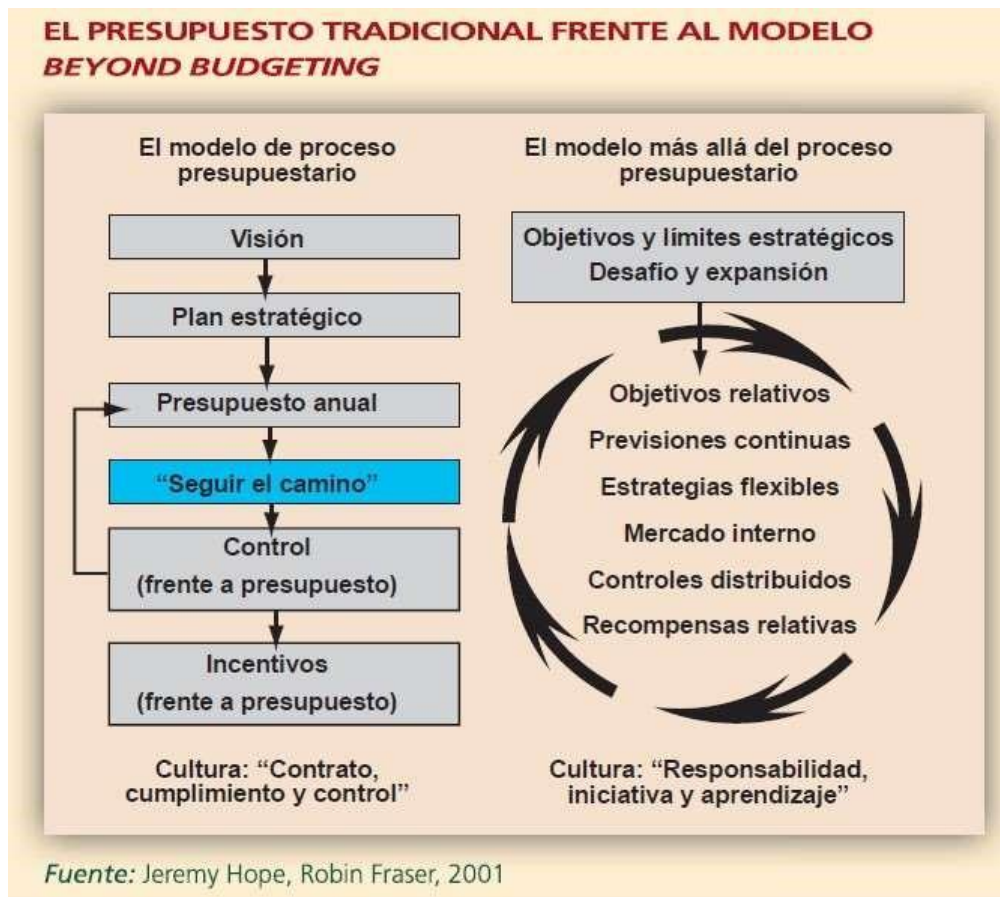 EL PRESUPUESTO TRADICIONAL FRENTE AL MODELO
BEYOND BUDGETING
El modelo de proceso
presupuestario
Visión
Plan estratégico
Presupuesto anual
“Seguir el camino”
Control
(frente a presupuesto)
Incentivos
(frente a presupuesto)
Cultura: “Contrato,
cumplimiento y control”
El modelo más allá del proceso
presupuestario
Objetivos y límites estratégicos
Desafío y expansión
Objetivos relativos
Previsiones continuas
Estrategias flexibles
Mercado interno
Controles distribuidos
Recompensas relativas
Cultura: “Responsabilidad,
iniciativa y aprendizaje”
Fuente: Jeremy Hope, Robin Fraser, 2001